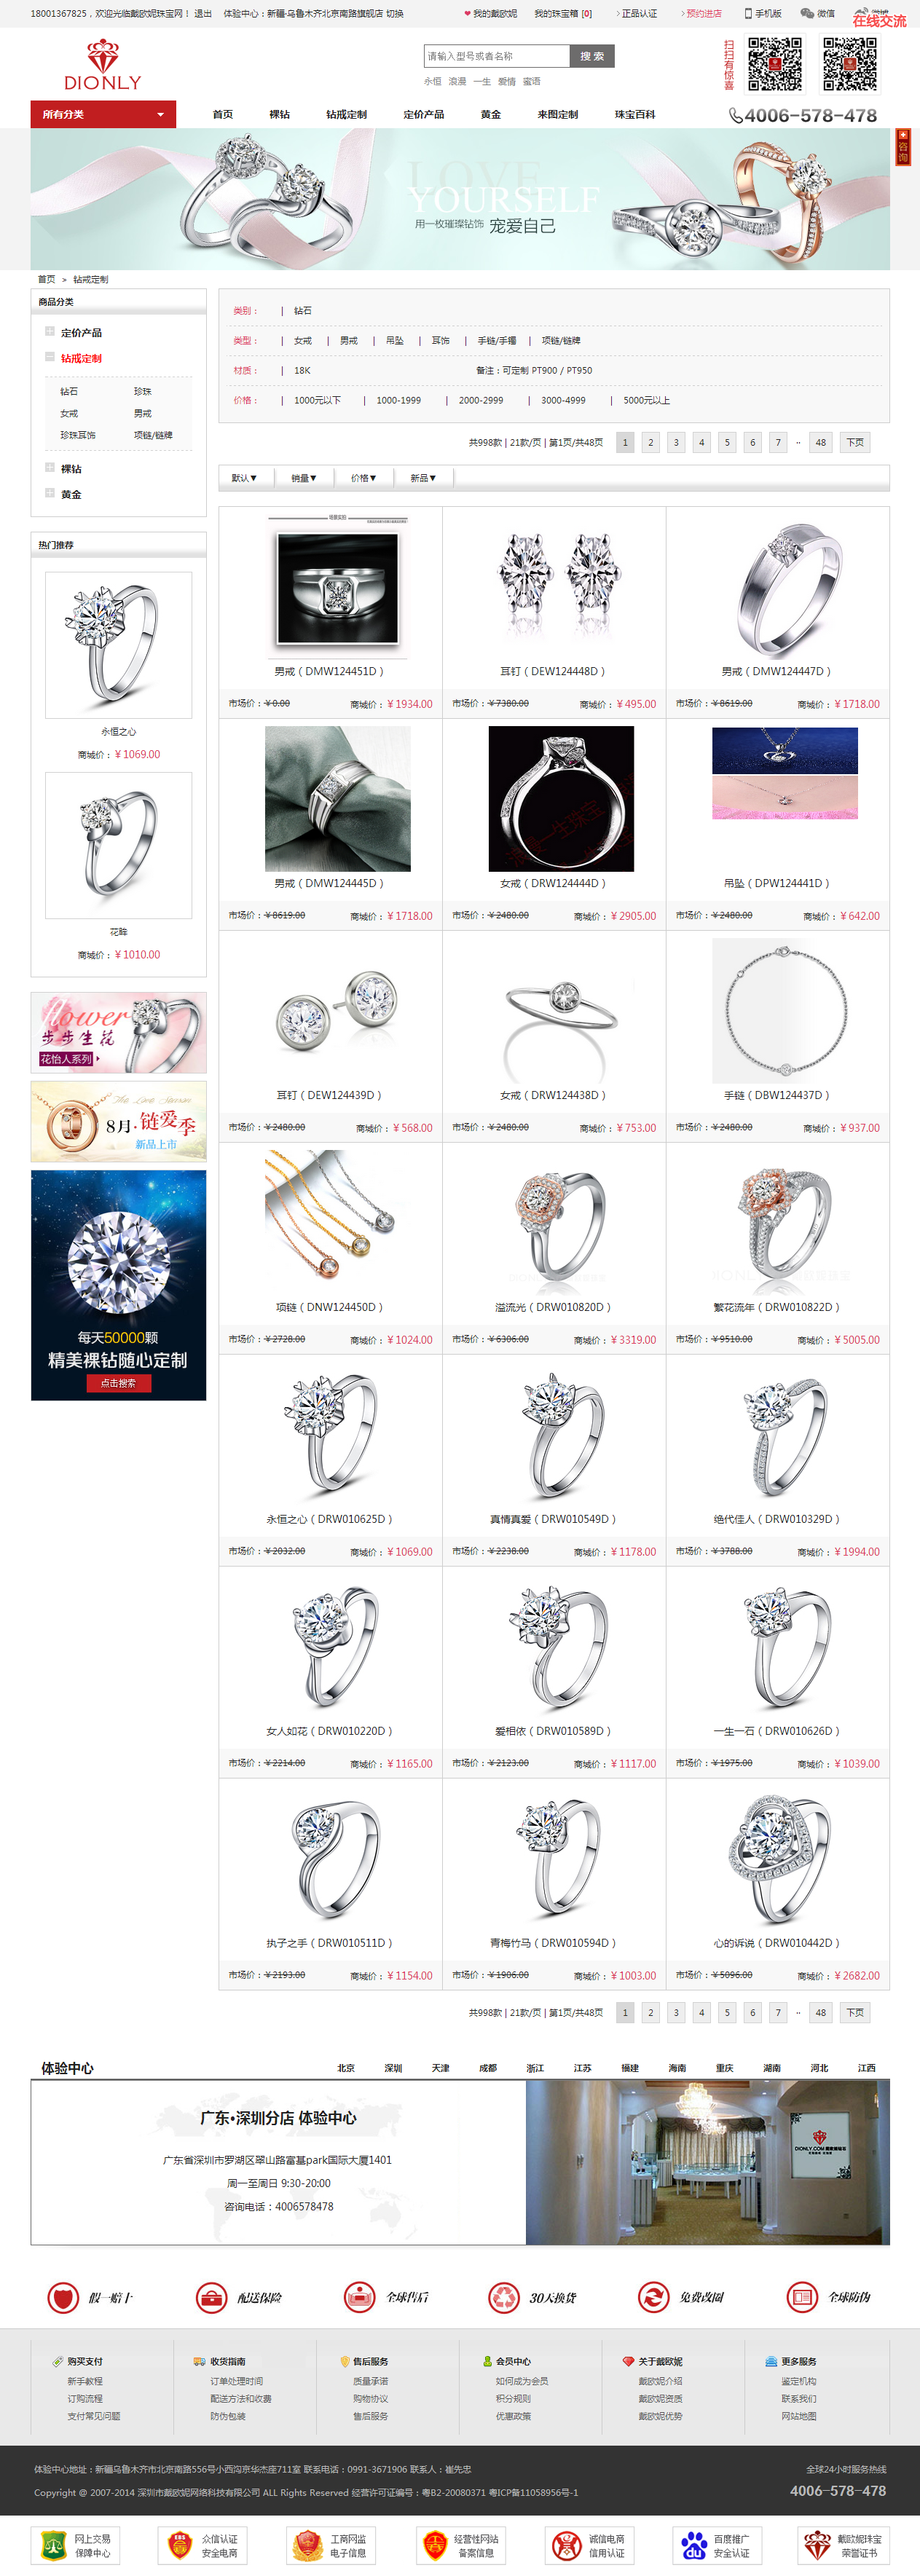 18001367825，欢迎光临戴欧妮珠宝网！ 退出 体验中心：新疆·乌鲁木齐北京南路旗舰店 切换
❤ 我的戴欧妮 我的珠宝箱 [0] 正品认证 预约进店 手机版 微信 微博
在线交流
DIONLY
请输入型号或者名称 搜 索
永恒 浪漫 一生 爱情 蜜语
扫扫有惊喜
所有分类 首页 裸钻 钻戒定制 定价产品 黄金 来图定制 珠宝百科 4006-578-478
咨询
LOVE
YOURSELF
用一枚璀璨钻饰 宠爱自己
首页 > 钻戒定制
商品分类
定价产品
钻戒定制
钻石 珍珠
女戒 男戒
珍珠耳饰 项链/链牌
裸钻
黄金
类别： | 钻石
类型： | 女戒 | 男戒 | 吊坠 | 耳饰 | 手链/手镯 | 项链/链牌
材质： | 18K 备注：可定制 PT900 / PT950
价格： | 1000元以下 | 1000-1999 | 2000-2999 | 3000-4999 | 5000元以上
共998款 | 21款/页 | 第1页/共48页 1 2 3 4 5 6 7 ·· 48 下页
默认▼ 销量▼ 价格▼ 新品▼
热门推荐
永恒之心
商城价：￥1069.00
花眸
商城价：￥1010.00
flower
步步生花
花怡人系列
The Love Season
8月·链爱季
新品上市
每天50000颗
精美裸钻随心定制
点击搜索
男戒（DMW124451D） 耳钉（DEW124448D） 男戒（DMW124447D）
市场价：￥0.00 商城价：￥1934.00 市场价：￥7380.00 商城价：￥495.00 市场价：￥8619.00 商城价：￥1718.00
男戒（DMW124445D） 女戒（DRW124444D） 吊坠（DPW124441D）
市场价：￥8619.00 商城价：￥1718.00 市场价：￥2480.00 商城价：￥2905.00 市场价：￥2480.00 商城价：￥642.00
耳钉（DEW124439D） 女戒（DRW124438D） 手链（DBW124437D）
市场价：￥2480.00 商城价：￥568.00 市场价：￥2480.00 商城价：￥753.00 市场价：￥2480.00 商城价：￥937.00
项链（DNW124450D） 溢流光（DRW010820D） 繁花流年（DRW010822D）
市场价：￥2728.00 商城价：￥1024.00 市场价：￥6306.00 商城价：￥3319.00 市场价：￥9510.00 商城价：￥5005.00
永恒之心（DRW010625D） 真情真爱（DRW010549D） 绝代佳人（DRW010329D）
市场价：￥2032.00 商城价：￥1069.00 市场价：￥2238.00 商城价：￥1178.00 市场价：￥3788.00 商城价：￥1994.00
女人如花（DRW010220D） 爱相依（DRW010589D） 一生一石（DRW010626D）
市场价：￥2214.00 商城价：￥1165.00 市场价：￥2123.00 商城价：￥1117.00 市场价：￥1975.00 商城价：￥1039.00
执子之手（DRW010511D） 青梅竹马（DRW010594D） 心的诉说（DRW010442D）
市场价：￥2193.00 商城价：￥1154.00 市场价：￥1906.00 商城价：￥1003.00 市场价：￥5096.00 商城价：￥2682.00
共998款 | 21款/页 | 第1页/共48页 1 2 3 4 5 6 7 ·· 48 下页
体验中心 北京 深圳 天津 成都 浙江 江苏 福建 海南 重庆 湖南 河北 江西
广东•深圳分店 体验中心
广东省深圳市罗湖区翠山路富基park国际大厦1401
周一至周日 9:30-20:00
咨询电话：4006578478
假一赔十 配送保险 全球售后 30天换货 免费改圈 全球防伪
购买支付 收货指南 售后服务 会员中心 关于戴欧妮 更多服务
新手教程 订单处理时间 质量承诺 如何成为会员 戴欧妮介绍 鉴定机构
订购流程 配送方法和收费 购物协议 积分规则 戴欧妮资质 联系我们
支付常见问题 防伪包装 售后服务 优惠政策 戴欧妮优势 网站地图
体验中心地址：新疆乌鲁木齐市北京南路556号小西沟京华杰座711室 联系电话：0991-3671906 联系人：崔先忠 全球24小时服务热线
Copyright @ 2007-2014 深圳市戴欧妮网络科技有限公司 ALL Rights Reserved 经营许可证编号：粤B2-20080371 粤ICP备11058956号-1 4006-578-478
网上交易 众信认证 工商网监 经营性网站 诚信电商 百度推广 戴欧妮珠宝
保障中心 安全电商 电子信息 备案信息 信用认证 安全认证 荣誉证书